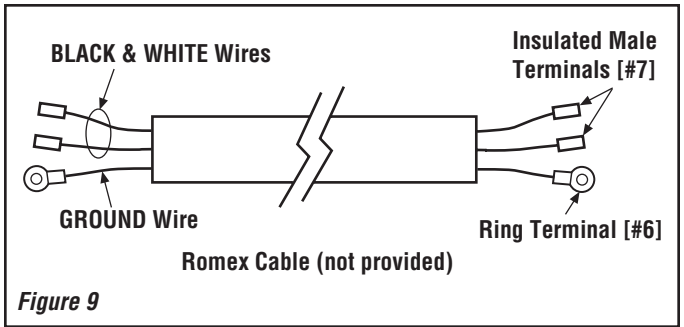 BLACK & WHITE Wires
Insulated Male
Terminals [#7]
GROUND Wire
Ring Terminal [#6]
Romex Cable (not provided)
Figure 9